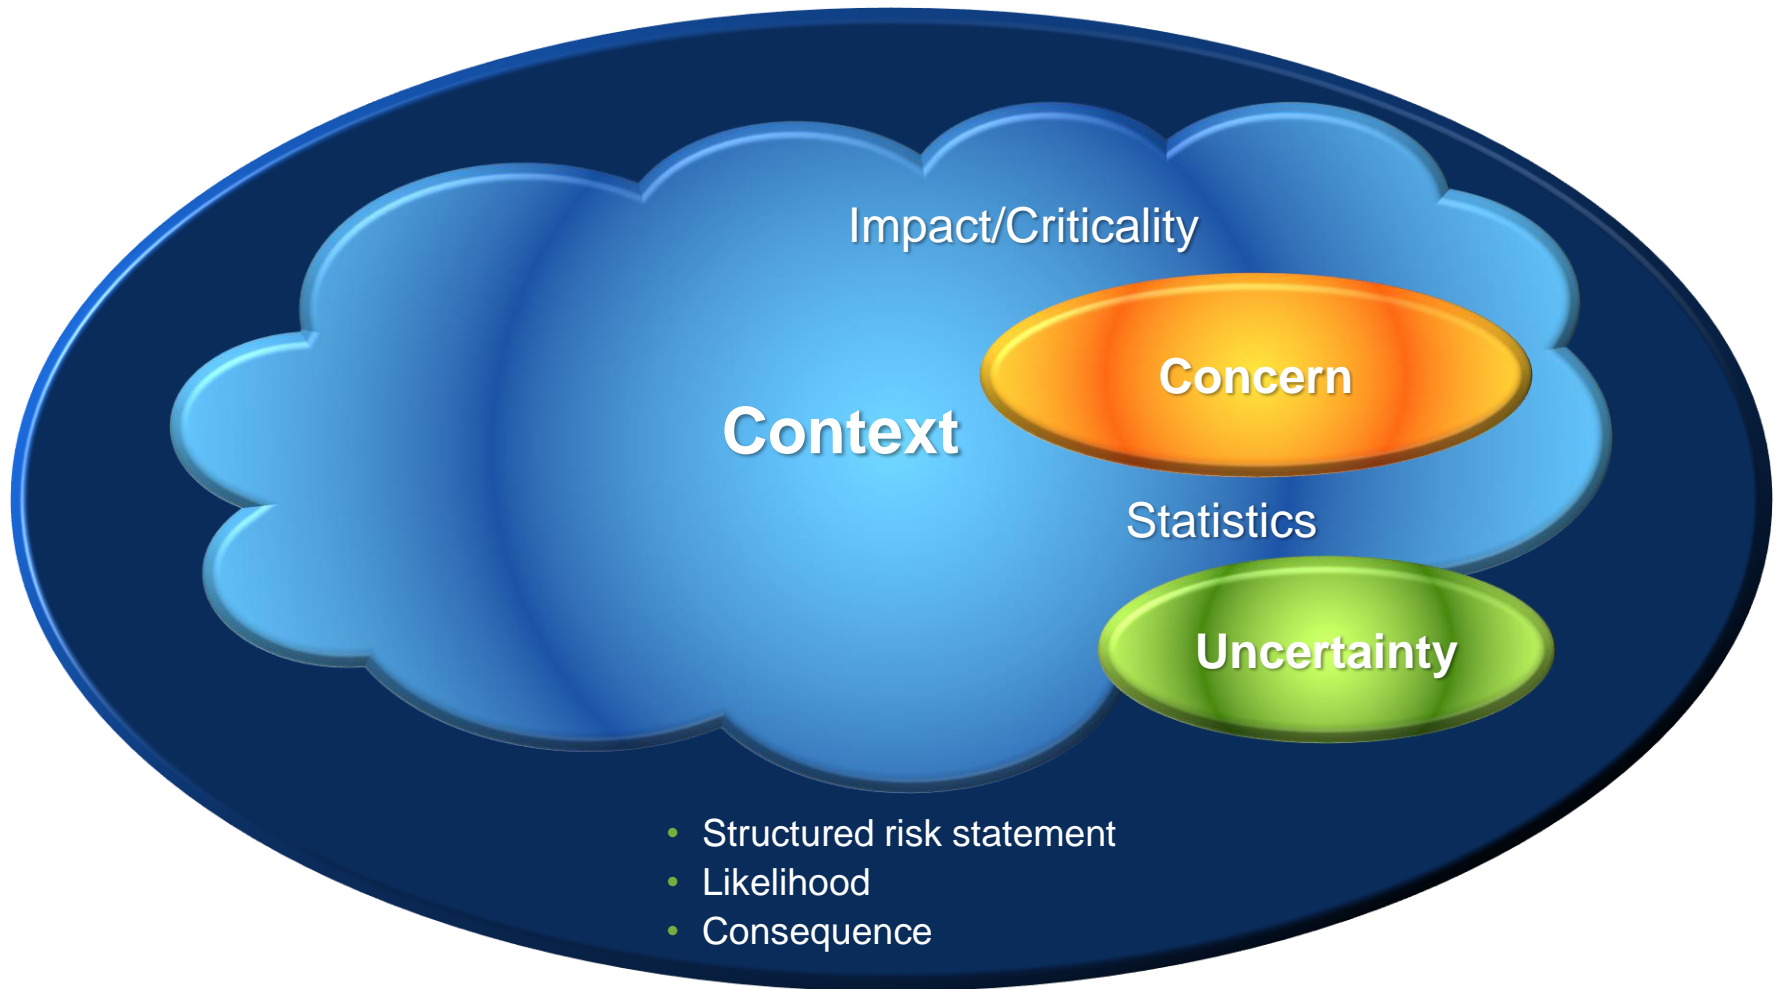 Impact/Criticality
Concern
Context
Statistics
Uncertainty
• Structured risk statement
• Likelihood
• Consequence